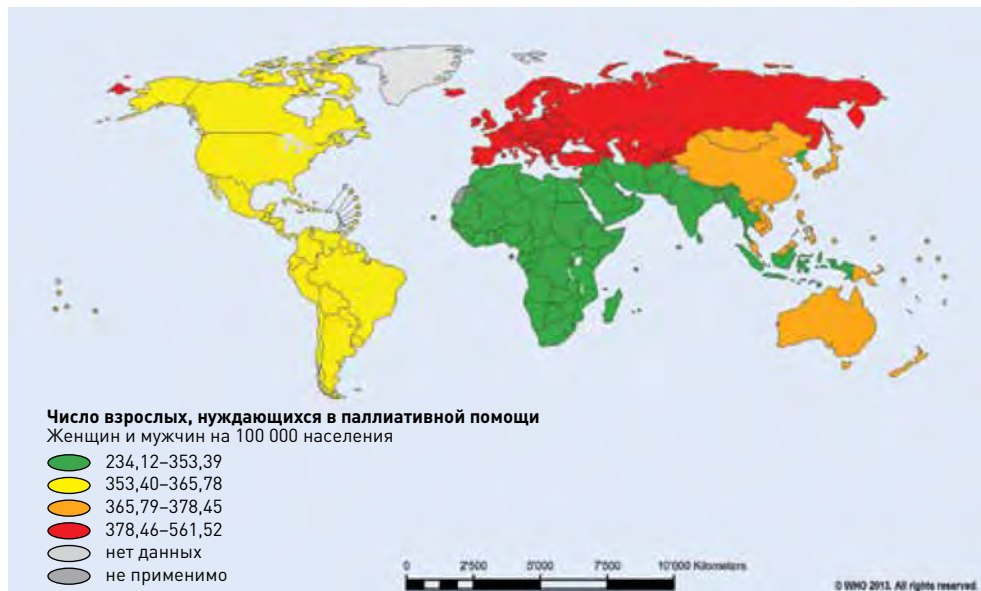 Число взрослых, нуждающихся в паллиативной помощи
Женщин и мужчин на 100 000 населения
234,12–353,39
353,40–365,78
365,79–378,45
378,46–561,52
нет данных
не применимо
0 2'500 5'000 7'500 10'000 Kilometers
© WHO 2013. All rights reserved.